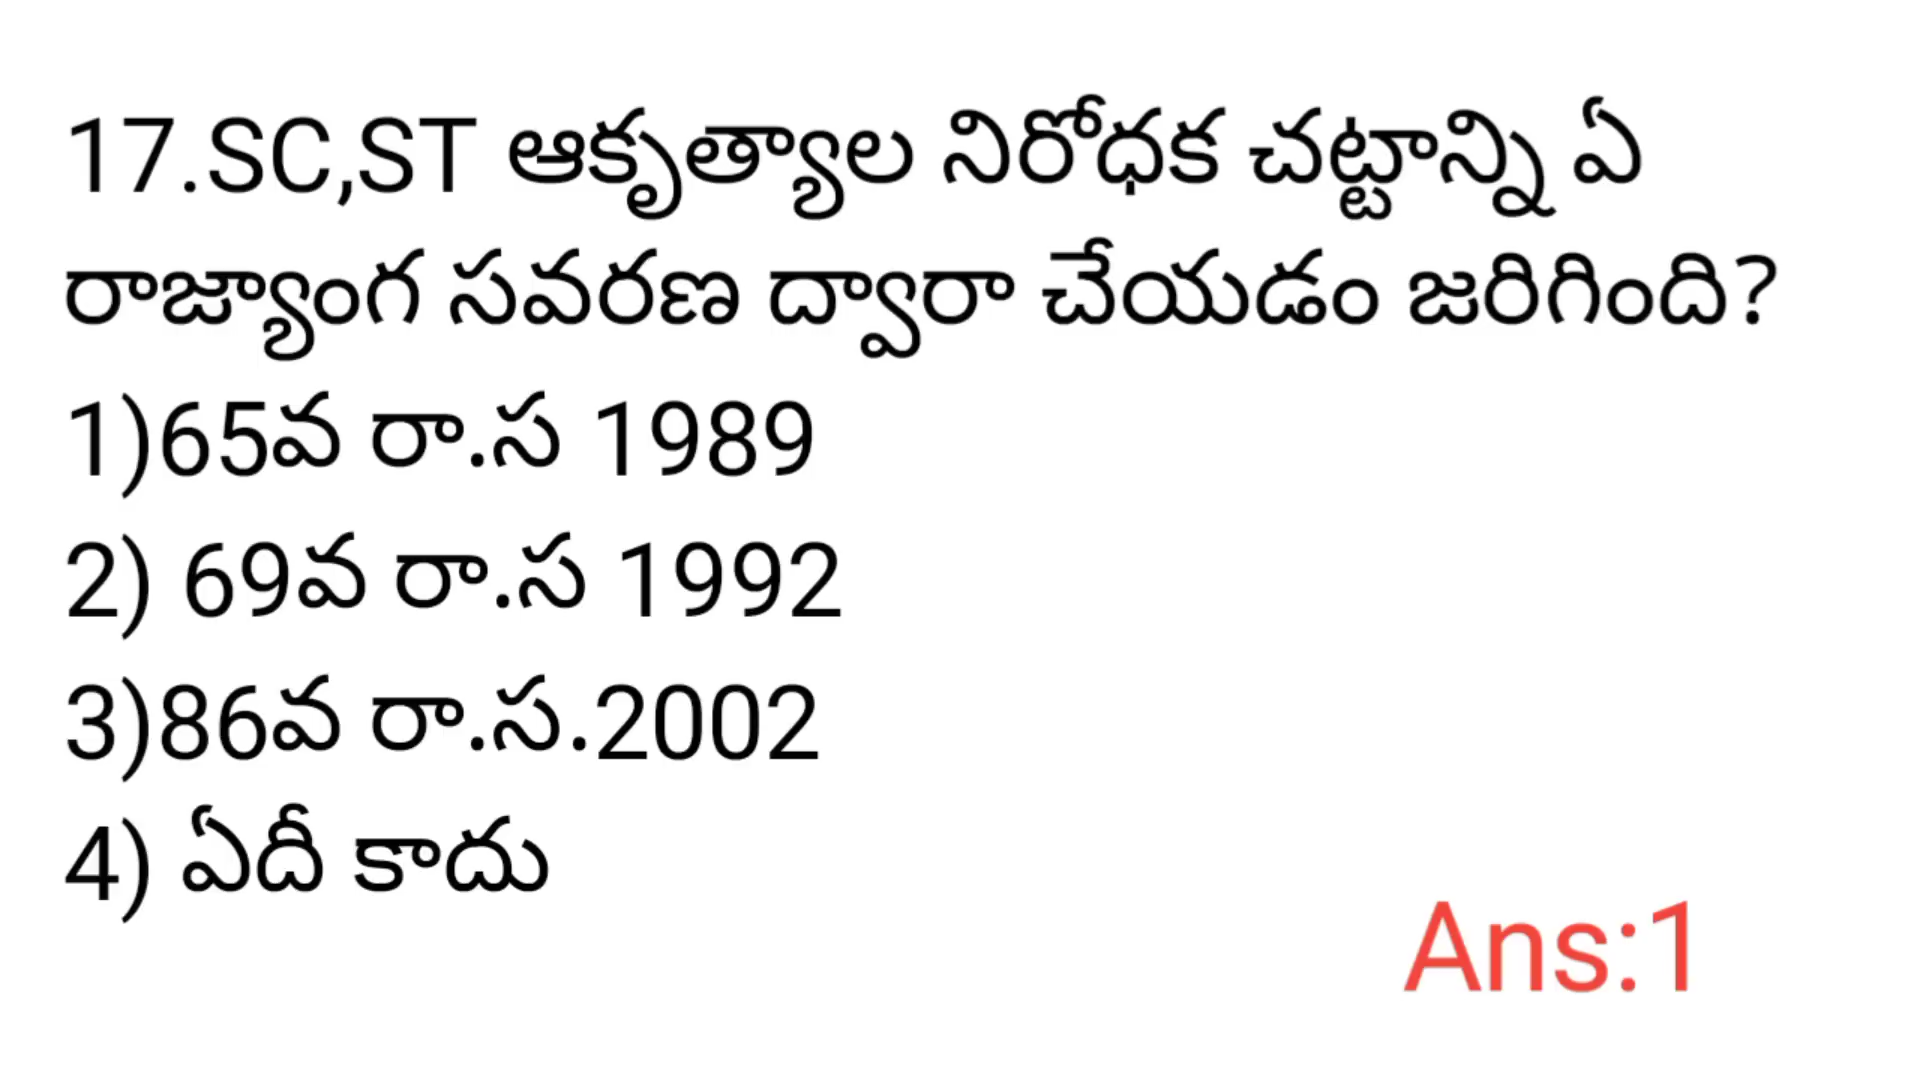 17.SC,ST ఆకృత్యాల నిరోధక చట్టాన్ని ఏ
రాజ్యాంగ సవరణ ద్వారా చేయడం జరిగింది?
1)65వ రా.స 1989
2) 69వ రా.స 1992
3)86వ రా.స.2002
4) ఏదీ కాదు
Ans:1